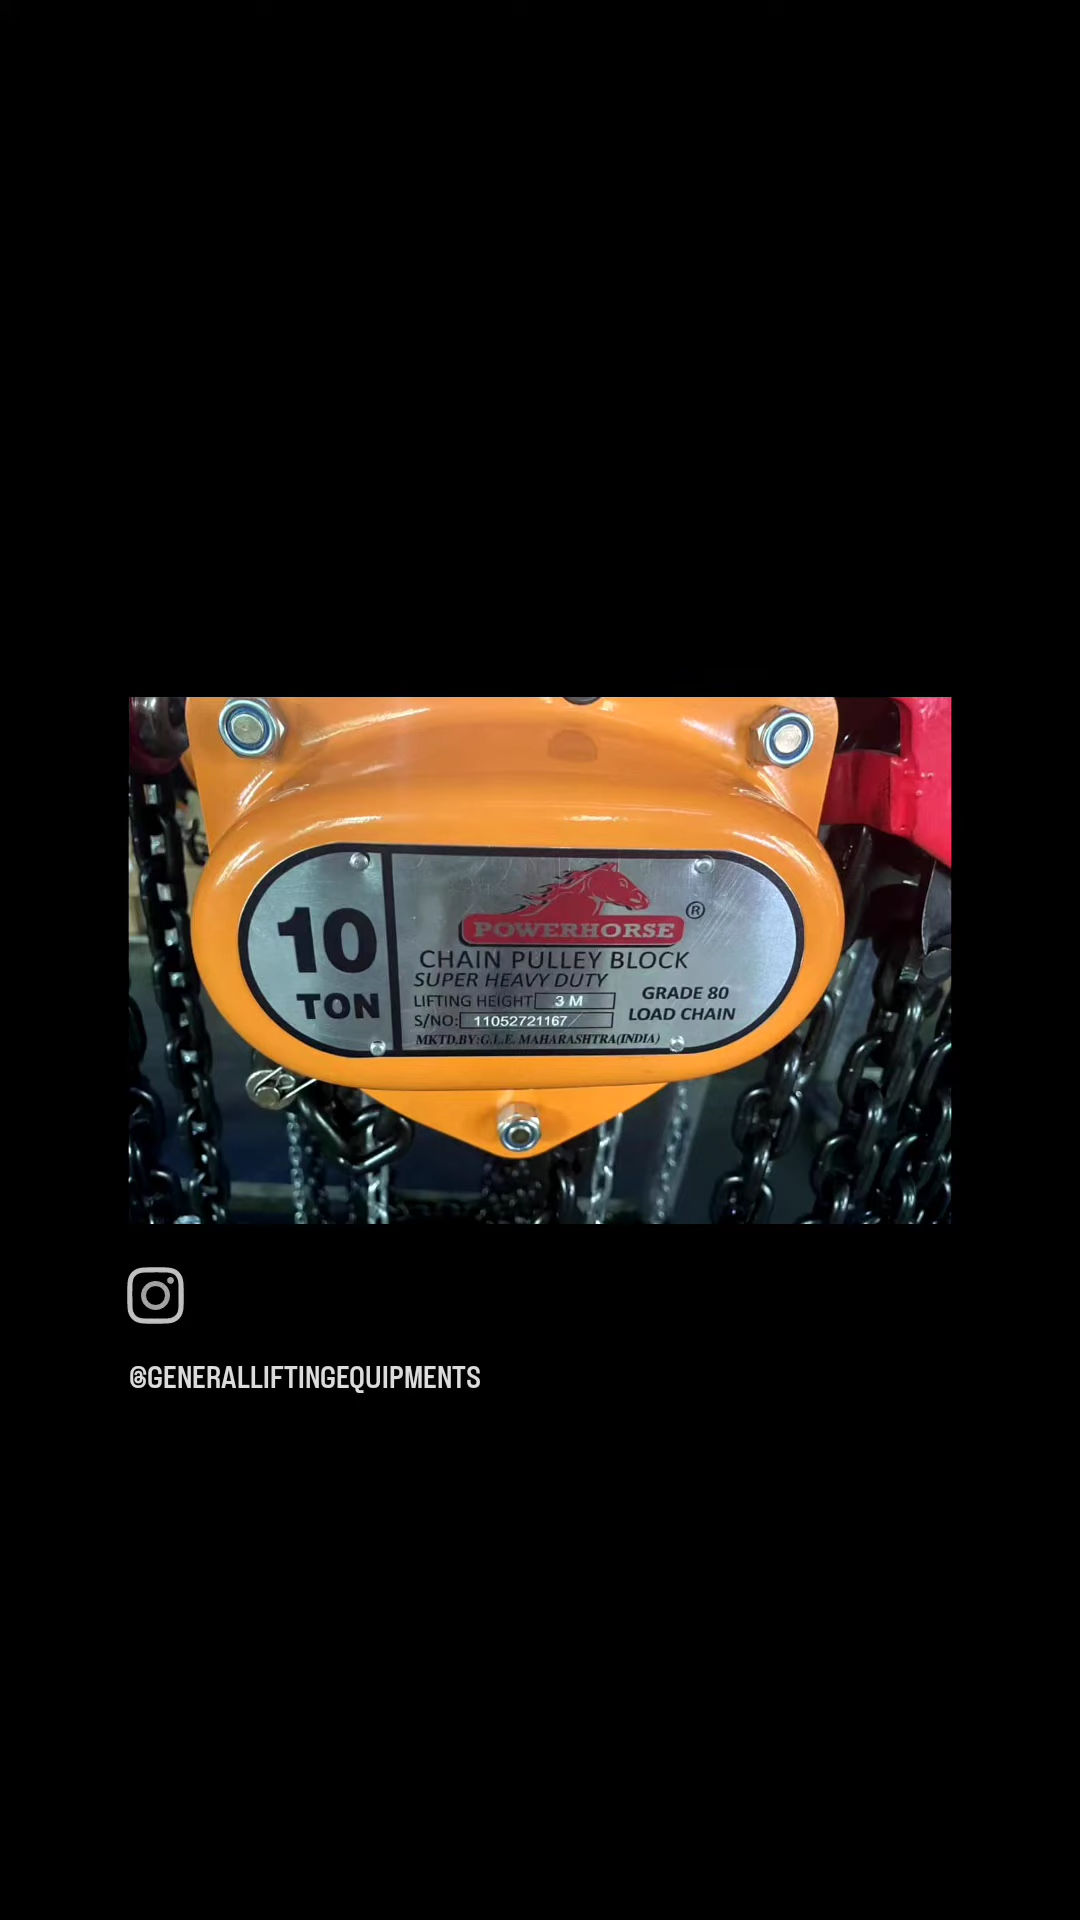 10
TON
POWERHORSE
®
CHAIN PULLEY BLOCK
SUPER HEAVY DUTY
LIFTING HEIGHT 3 M
S/NO: 11052721167
MKTD.BY:G.L.E. MAHARASHTRA(INDIA)
GRADE 80
LOAD CHAIN
@GENERALLIFTINGEQUIPMENTS